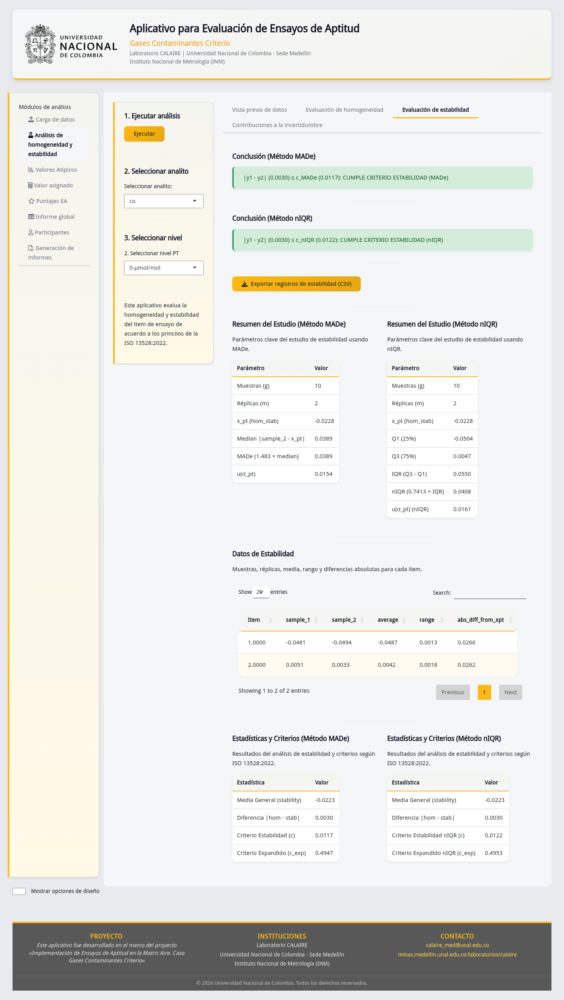 UNIVERSIDAD
NACIONAL
DE COLOMBIA
Aplicativo para Evaluación de Ensayos de Aptitud
Gases Contaminantes Criterio
Laboratorio CALAIRE | Universidad Nacional de Colombia - Sede Medellín
Instituto Nacional de Metrología (INM)
Módulos de análisis
Carga de datos
Análisis de
homogeneidad y
estabilidad
Valores Atípicos
Valor asignado
Puntajes EA
Informe global
Participantes
Generación de
informes
1. Ejecutar análisis
Ejecutar
2. Seleccionar analito
Seleccionar analito:
co
3. Seleccionar nivel
2. Seleccionar nivel PT
0-μmol/mol
Este aplicativo evalua la
homogeneidad y estabilidad
del item de ensayo de
acuerdo a los princiios de la
ISO 13528:2022.
Vista previa de datos Evaluación de homogeneidad Evaluación de estabilidad
Contribuciones a la incertidumbre
Conclusión (Método MADe)
|y1 - y2| (0.0030) ≤ c_MADe (0.0117): CUMPLE CRITERIO ESTABILIDAD (MADe)
Conclusión (Método nIQR)
|y1 - y2| (0.0030) ≤ c_nIQR (0.0122): CUMPLE CRITERIO ESTABILIDAD (nIQR)
Exportar registros de estabilidad (CSV)
Resumen del Estudio (Método MADe)
Parámetros clave del estudio de estabilidad usando
MADe.
Parámetro Valor
Muestras (g) 10
Réplicas (m) 2
x_pt (hom_stab) -0.0228
Median |sample_2 - x_pt| 0.0389
MADe (1.483 × median) 0.0389
u(σ_pt) 0.0154
Resumen del Estudio (Método nIQR)
Parámetros clave del estudio de estabilidad usando
nIQR.
Parámetro Valor
Muestras (g) 10
Réplicas (m) 2
x_pt (hom_stab) -0.0228
Q1 (25%) -0.0504
Q3 (75%) 0.0047
IQR (Q3 - Q1) 0.0550
nIQR (0.7413 × IQR) 0.0408
u(σ_pt) (nIQR) 0.0161
Datos de Estabilidad
Muestras, réplicas, media, rango y diferencias absolutas para cada ítem.
Show 20 entries Search:
Item sample_1 sample_2 average range abs_diff_from_xpt
1.0000 -0.0481 -0.0494 -0.0487 0.0013 0.0266
2.0000 0.0051 0.0033 0.0042 0.0018 0.0262
Showing 1 to 2 of 2 entries Previous 1 Next
Estadísticas y Criterios (Método MADe)
Resultados del análisis de estabilidad y criterios según
ISO 13528:2022.
Estadística Valor
Media General (stability) -0.0223
Diferencia |hom - stab| 0.0030
Criterio Estabilidad (c) 0.0117
Criterio Expandido (c_exp) 0.4947
Estadísticas y Criterios (Método nIQR)
Resultados del análisis de estabilidad y criterios según
ISO 13528:2022.
Estadística Valor
Media General (stability) -0.0223
Diferencia |hom - stab| 0.0030
Criterio Estabilidad nIQR (c) 0.0122
Criterio Expandido nIQR (c_exp) 0.4953
Mostrar opciones de diseño
PROYECTO
Este aplicativo fue desarrollado en el marco del proyecto
«Implementación de Ensayos de Aptitud en la Matriz Aire. Caso
Gases Contaminantes Criterio»
INSTITUCIONES
Laboratorio CALAIRE
Universidad Nacional de Colombia - Sede Medellín
Instituto Nacional de Metrología (INM)
CONTACTO
calaire_med@unal.edu.co
minas.medellin.unal.edu.co/laboratorios/calaire
© 2026 Universidad Nacional de Colombia. Todos los derechos reservados.